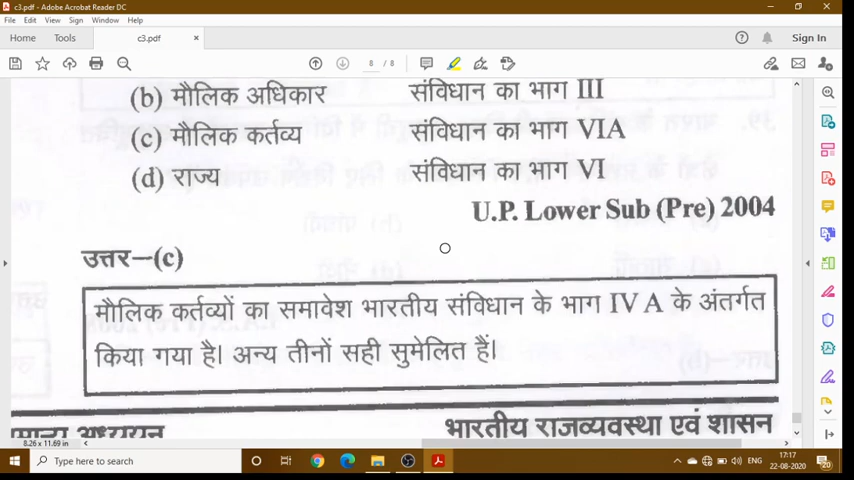 c3.pdf - Adobe Acrobat Reader DC
File Edit View Sign Window Help
Home Tools c3.pdf × Sign In
8 / 8
(b) मौलिक अधिकार संविधान का भाग III
(c) मौलिक कर्तव्य संविधान का भाग VIA
(d) राज्य संविधान का भाग VI
U.P. Lower Sub (Pre) 2004
उत्तर–(c)
मौलिक कर्तव्यों का समावेश भारतीय संविधान के भाग IV A के अंतर्गत
किया गया है। अन्य तीनों सही सुमेलित हैं।
भारतीय राजव्यवस्था एवं शासन
8.26 x 11.69 in
Type here to search
ENG
17:17
22-08-2020
20